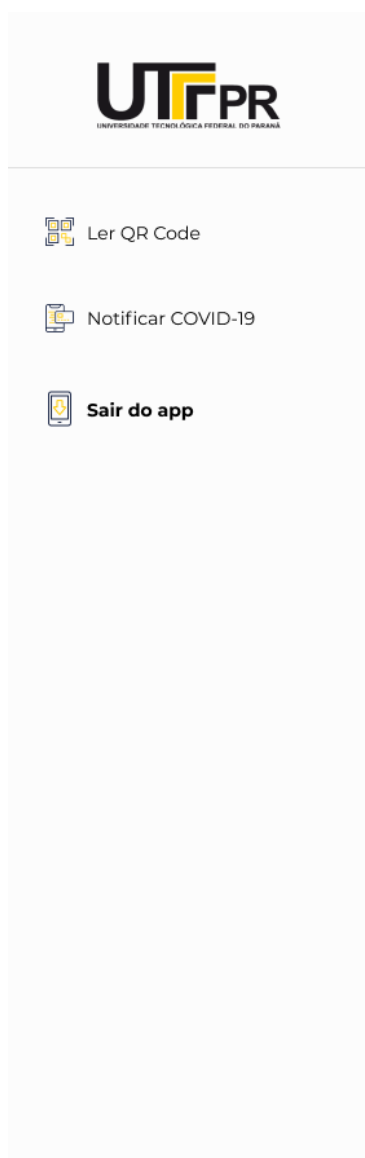 UTFPR
UNIVERSIDADE TECNOLÓGICA FEDERAL DO PARANÁ
Ler QR Code
Notificar COVID-19
Sair do app